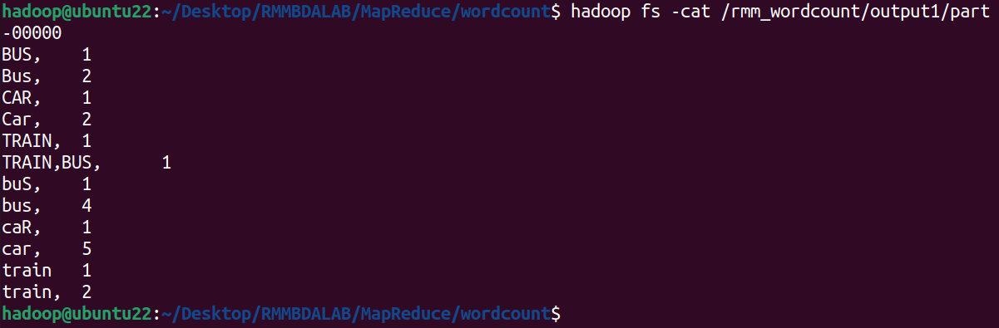 hadoop@ubuntu22:~/Desktop/RMMBDALAB/MapReduce/wordcount$ hadoop fs -cat /rmm_wordcount/output1/part
-00000
BUS,    1
Bus,    2
CAR,    1
Car,    2
TRAIN,  1
TRAIN,BUS,      1
buS,    1
bus,    4
caR,    1
car,    5
train   1
train,  2
hadoop@ubuntu22:~/Desktop/RMMBDALAB/MapReduce/wordcount$